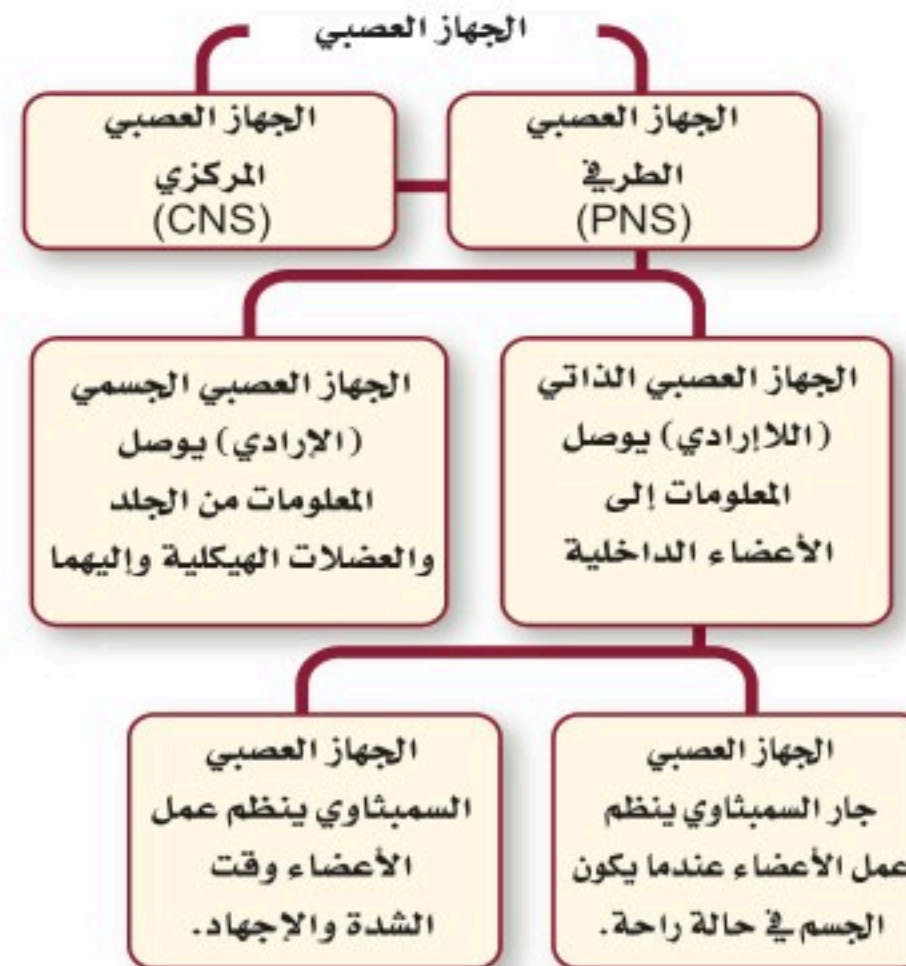 الجهاز العصبي
الجهاز العصبي
الطرفي
(PNS)
الجهاز العصبي
المركزي
(CNS)
الجهاز العصبي الذاتي
(اللاإرادي) يوصل
المعلومات إلى
الأعضاء الداخلية
الجهاز العصبي الجسمي
(الإرادي) يوصل
المعلومات من الجلد
والعضلات الهيكلية وإليهما
الجهاز العصبي
جار السمبثاوي ينظم
عمل الأعضاء عندما يكون
الجسم في حالة راحة.
الجهاز العصبي
السمبثاوي ينظم عمل
الأعضاء وقت
الشدة والإجهاد.